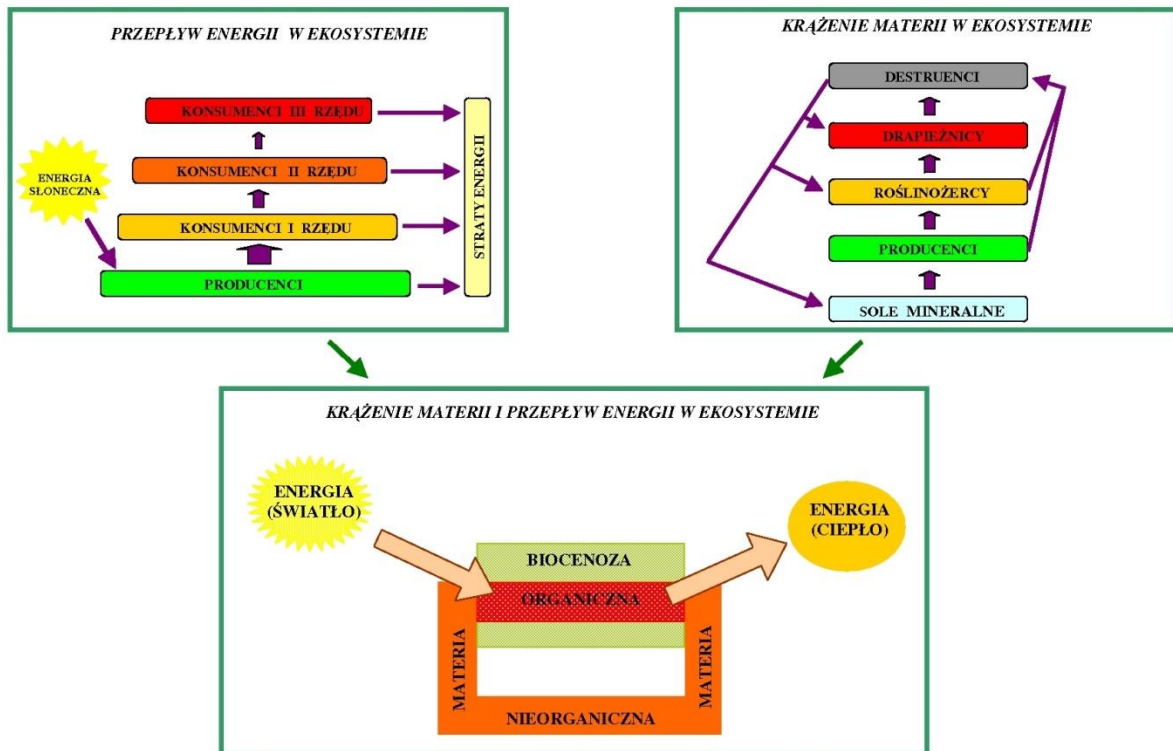 PRZEPŁYW ENERGII W EKOSYSTEMIE
KONSUMENCI III RZĘDU
KONSUMENCI II RZĘDU
KONSUMENCI I RZĘDU
PRODUCENCI
ENERGIA
SŁONECZNA
STRATY ENERGII
KRĄŻENIE MATERII W EKOSYSTEMIE
DESTRUENCI
DRAPIEŻNICY
ROŚLINOŻERCY
PRODUCENCI
SOLE MINERALNE
KRĄŻENIE MATERII I PRZEPŁYW ENERGII W EKOSYSTEMIE
ENERGIA
(ŚWIATŁO)
ENERGIA
(CIEPŁO)
BIOCENOZA
ORGANICZNA
MATERIA
MATERIA
NIEORGANICZNA